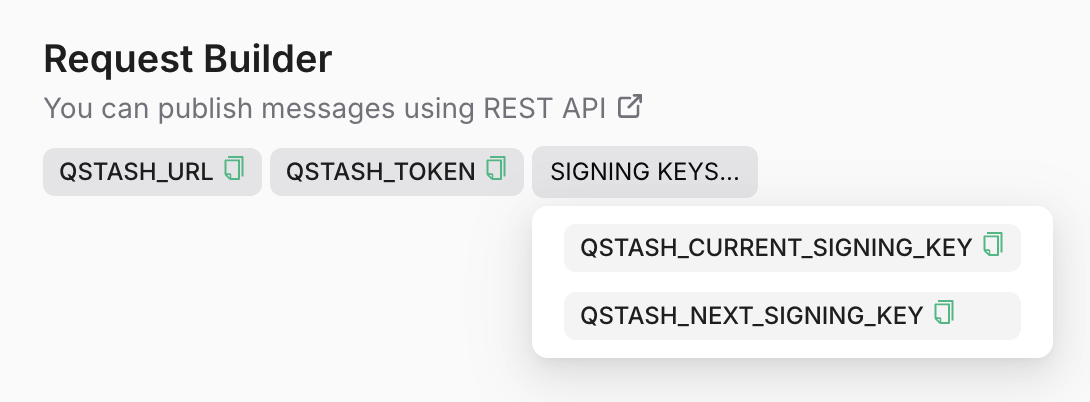 Request Builder
You can publish messages using REST API
QSTASH_URL QSTASH_TOKEN SIGNING KEYS...
QSTASH_CURRENT_SIGNING_KEY
QSTASH_NEXT_SIGNING_KEY